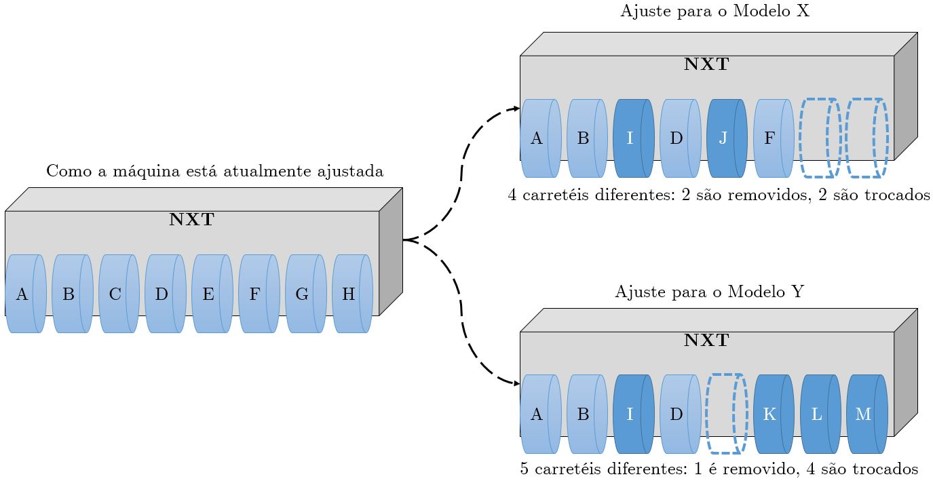 Ajuste para o Modelo X
NXT
A B I D J F
4 carretéis diferentes: 2 são removidos, 2 são trocados
Como a máquina está atualmente ajustada
NXT
A B C D E F G H
Ajuste para o Modelo Y
NXT
A B I D K L M
5 carretéis diferentes: 1 é removido, 4 são trocados